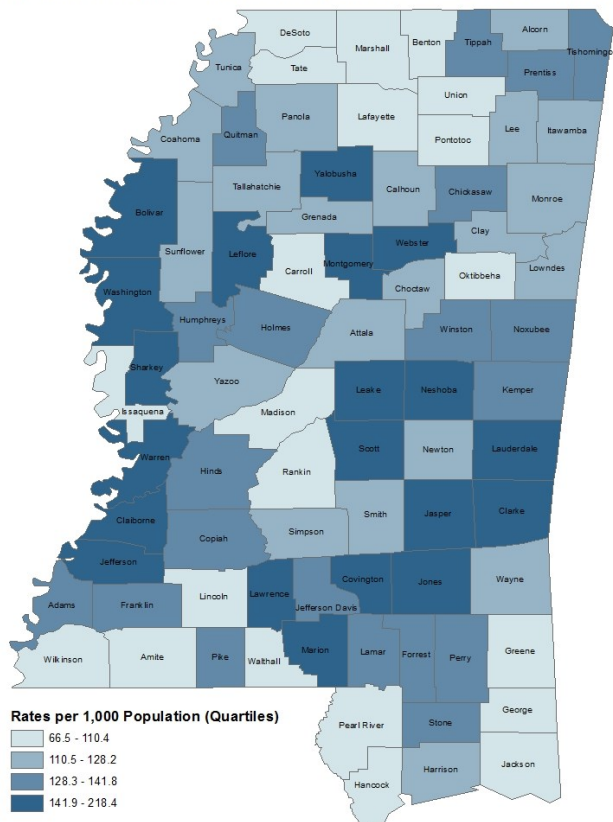 DeSoto
Marshall
Benton
Tippah
Alcorn
Tishomingo
Tunica
Tate
Prentiss
Union
Panola
Lafayette
Coahoma
Quitman
Pontotoc
Lee
Itawamba
Tallahatchie
Yalobusha
Calhoun
Chickasaw
Monroe
Bolivar
Grenada
Clay
Sunflower
Leflore
Carroll
Montgomery
Webster
Oktibbeha
Lowndes
Washington
Choctaw
Humphreys
Holmes
Attala
Winston
Noxubee
Sharkey
Yazoo
Leake
Neshoba
Kemper
Issaquena
Madison
Warren
Hinds
Rankin
Scott
Newton
Lauderdale
Claiborne
Copiah
Simpson
Smith
Jasper
Clarke
Jefferson
Lincoln
Lawrence
Jefferson Davis
Covington
Jones
Wayne
Adams
Franklin
Wilkinson
Amite
Pike
Walthall
Marion
Lamar
Forrest
Perry
Greene
Pearl River
Stone
George
Hancock
Harrison
Jackson
Rates per 1,000 Population (Quartiles)
66.5 - 110.4
110.5 - 128.2
128.3 - 141.8
141.9 - 218.4